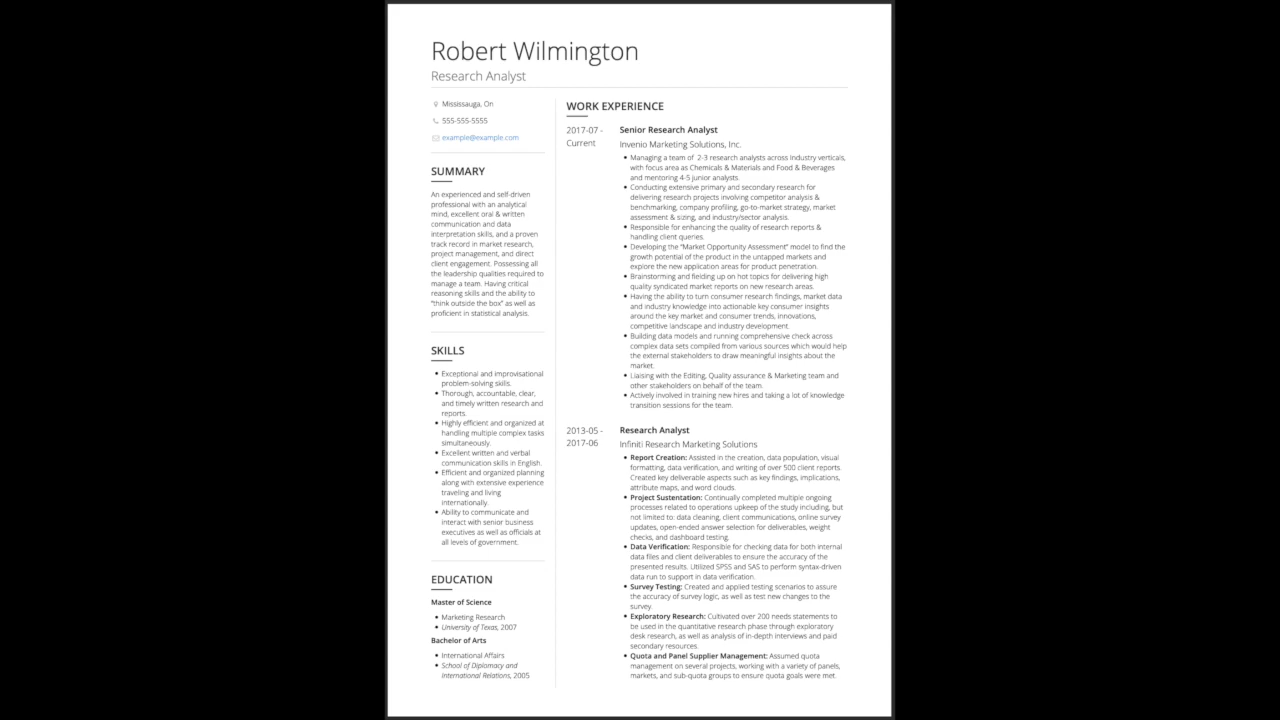 Robert Wilmington
Research Analyst
Mississauga, On
555-555-5555
example@example.com
SUMMARY
An experienced and self-driven
professional with an analytical
mind, excellent oral & written
communication and data
interpretation skills, and a proven
track record in market research,
project management, and direct
client engagement. Possessing all
the leadership qualities required to
manage a team. Having critical
reasoning skills and the ability to
"think outside the box" as well as
proficient in statistical analysis.
SKILLS
• Exceptional and improvisational
problem-solving skills.
• Thorough, accountable, clear,
and timely written research and
reports.
• Highly efficient and organized at
handling multiple complex tasks
simultaneously.
• Excellent written and verbal
communication skills in English.
• Efficient and organized planning
along with extensive experience
traveling and living
internationally.
• Ability to communicate and
interact with senior business
executives as well as officials at
all levels of government.
EDUCATION
Master of Science
• Marketing Research
• University of Texas, 2007
Bachelor of Arts
• International Affairs
• School of Diplomacy and
International Relations, 2005
WORK EXPERIENCE
2017-07 -
Current
Senior Research Analyst
Invenio Marketing Solutions, Inc.
• Managing a team of 2-3 research analysts across industry verticals,
with focus area as Chemicals & Materials and Food & Beverages
and mentoring 4-5 junior analysts.
• Conducting extensive primary and secondary research for
delivering research projects involving competitor analysis &
benchmarking, company profiling, go-to-market strategy, market
assessment & sizing, and industry/sector analysis.
• Responsible for enhancing the quality of research reports &
handling client queries.
• Developing the "Market Opportunity Assessment" model to find the
growth potential of the product in the untapped markets and
explore the new application areas for product penetration.
• Brainstorming and fielding up on hot topics for delivering high
quality syndicated market reports on new research areas.
• Having the ability to turn consumer research findings, market data
and industry knowledge into actionable key consumer insights
around the key market and consumer trends, innovations,
competitive landscape and industry development.
• Building data models and running comprehensive check across
complex data sets compiled from various sources which would help
the external stakeholders to draw meaningful insights about the
market.
• Liaising with the Editing, Quality assurance & Marketing team and
other stakeholders on behalf of the team.
• Actively involved in training new hires and taking a lot of knowledge
transition sessions for the team.
2013-05 -
2017-06
Research Analyst
Infiniti Research Marketing Solutions
• Report Creation: Assisted in the creation, data population, visual
formatting, data verification, and writing of over 500 client reports.
Created key deliverable aspects such as key findings, implications,
attribute maps, and word clouds.
• Project Sustentation: Continually completed multiple ongoing
processes related to operations upkeep of the study including, but
not limited to: data cleaning, client communications, online survey
updates, open-ended answer selection for deliverables, weight
checks, and dashboard testing.
• Data Verification: Responsible for checking data for both internal
data files and client deliverables to ensure the accuracy of the
presented results. Utilized SPSS and SAS to perform syntax-driven
data run to support in data verification.
• Survey Testing: Created and applied testing scenarios to assure
the accuracy of survey logic, as well as test new changes to the
survey.
• Exploratory Research: Cultivated over 200 needs statements to
be used in the quantitative research phase through exploratory
desk research, as well as analysis of in-depth interviews and paid
secondary resources.
• Quota and Panel Supplier Management: Assumed quota
management on several projects, working with a variety of panels,
markets, and sub-quota groups to ensure quota goals were met.